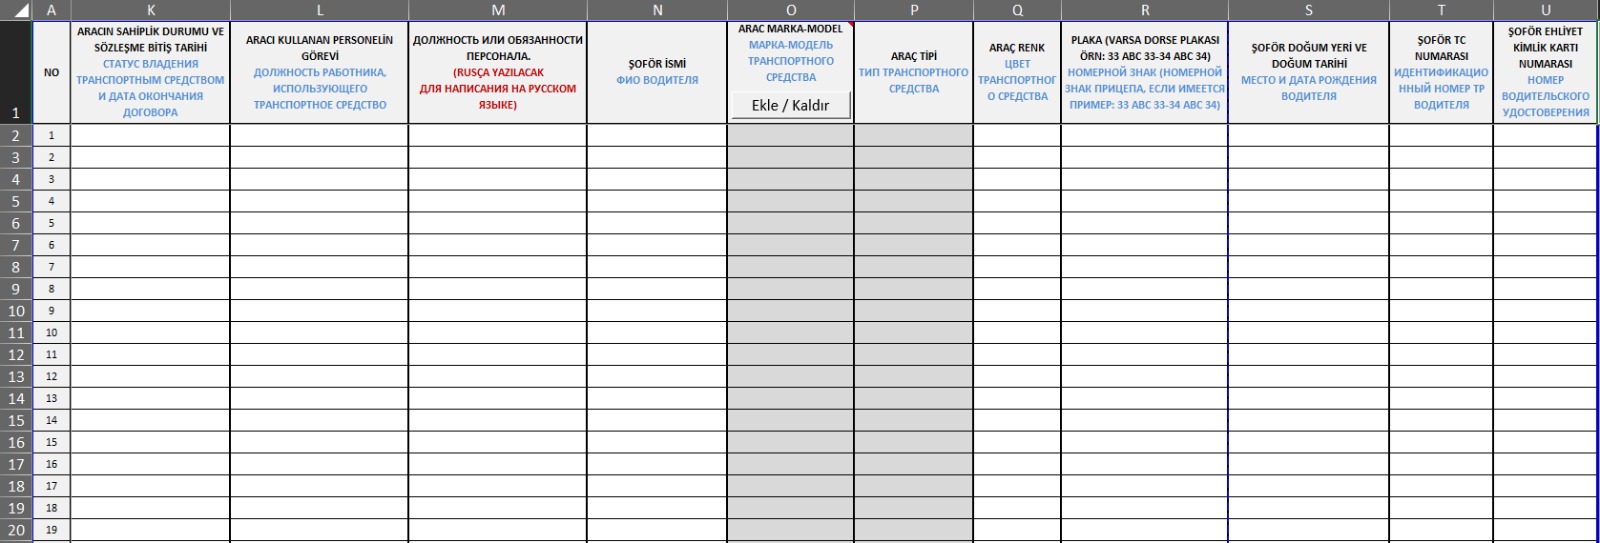 A K L M N O P Q R S T U
1
NO
ARACIN SAHİPLİK DURUMU VE
SÖZLEŞME BİTİŞ TARİHİ
СТАТУС ВЛАДЕНИЯ
ТРАНСПОРТНЫМ СРЕДСТВОМ
И ДАТА ОКОНЧАНИЯ
ДОГОВОРА
ARACI KULLANAN PERSONELİN
GÖREVİ
ДОЛЖНОСТЬ РАБОТНИКА,
ИСПОЛЬЗУЮЩЕГО
ТРАНСПОРТНОЕ СРЕДСТВО
ДОЛЖНОСТЬ ИЛИ ОБЯЗАННОСТИ
ПЕРСОНАЛА.
(RUSÇA YAZILACAK
ДЛЯ НАПИСАНИЯ НА РУССКОМ
ЯЗЫКЕ)
ŞOFÖR İSMİ
ФИО ВОДИТЕЛЯ
ARAC MARKA-MODEL
МАРКА-МОДЕЛЬ
ТРАНСПОРТНОГО
СРЕДСТВА
Ekle / Kaldır
ARAÇ TİPİ
ТИП ТРАНСПОРТНОГО
СРЕДСТВА
ARAÇ RENK
ЦВЕТ
ТРАНСПОРТНОГ
О СРЕДСТВА
PLAKA (VARSA DORSE PLAKASI
ÖRN: 33 ABC 33-34 ABC 34)
НОМЕРНОЙ ЗНАК (НОМЕРНОЙ
ЗНАК ПРИЦЕПА, ЕСЛИ ИМЕЕТСЯ
ПРИМЕР: 33 ABC 33-34 ABC 34)
ŞOFÖR DOĞUM YERİ VE
DOĞUM TARİHİ
МЕСТО И ДАТА РОЖДЕНИЯ
ВОДИТЕЛЯ
ŞOFÖR TC
NUMARASI
ИДЕНТИФИКАЦИО
ННЫЙ НОМЕР ТР
ВОДИТЕЛЯ
ŞOFÖR EHLİYET
KİMLİK KARTI
NUMARASI
НОМЕР
ВОДИТЕЛЬСКОГО
УДОСТОВЕРЕНИЯ
2 1
3 2
4 3
5 4
6 5
7 6
8 7
9 8
10 9
11 10
12 11
13 12
14 13
15 14
16 15
17 16
18 17
19 18
20 19